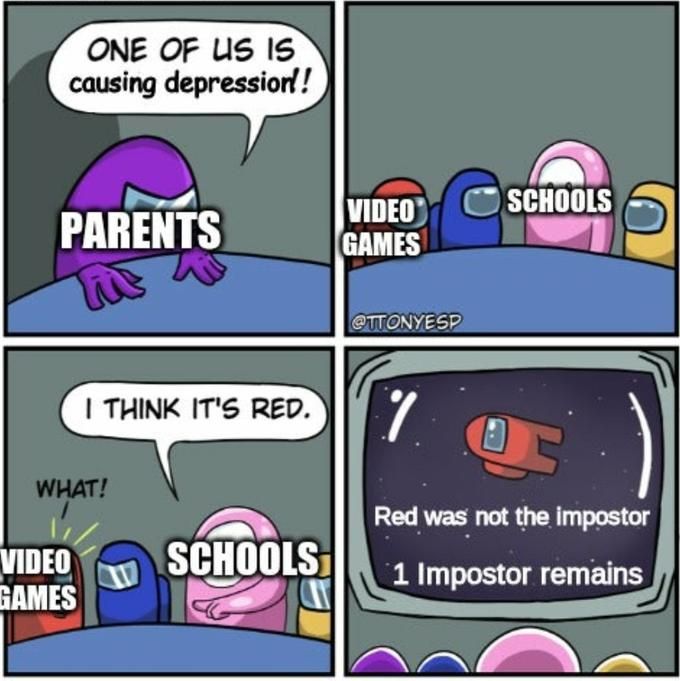 ONE OF US IS
causing depression!!
PARENTS
VIDEO
GAMES
SCHOOLS
@TTONYESP
I THINK IT'S RED.
WHAT!
VIDEO
GAMES
SCHOOLS
Red was not the impostor
1 Impostor remains